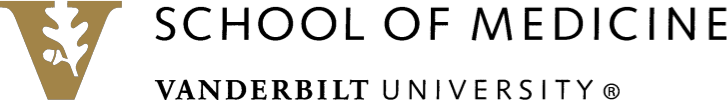 SCHOOL OF MEDICINE
VANDERBILT UNIVERSITY®